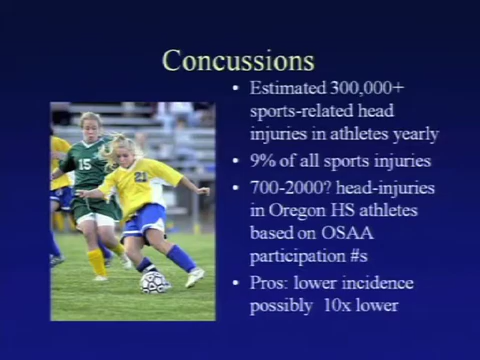 Concussions
• Estimated 300,000+
sports-related head
injuries in athletes yearly
• 9% of all sports injuries
• 700-2000? head-injuries
in Oregon HS athletes
based on OSAA
participation #s
• Pros: lower incidence
possibly 10x lower
15
21